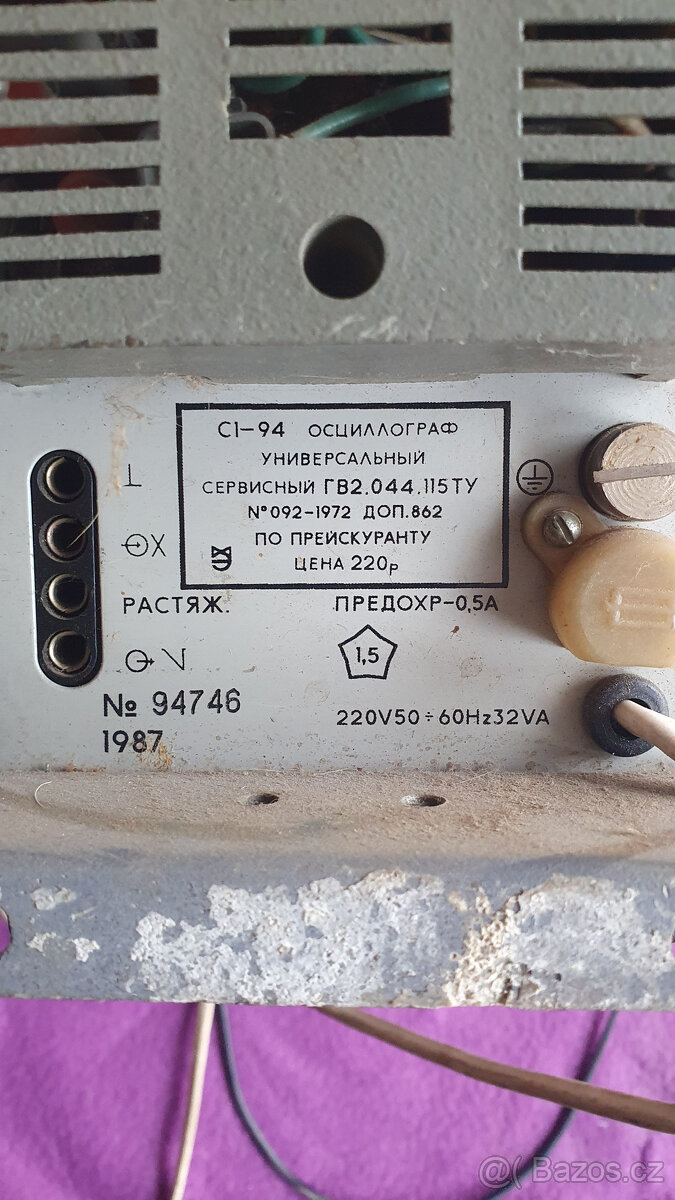 С1-94 ОСЦИЛЛОГРАФ
УНИВЕРСАЛЬНЫЙ
СЕРВИСНЫЙ ГВ2.044.115ТУ
№092-1972 ДОП.862
ПО ПРЕЙСКУРАНТУ
ЦЕНА 220р
X
РАСТЯЖ.
ПРЕДОХР-0,5А
1,5
№ 94746
220V50÷60Hz32VA
1987
Bazos.cz